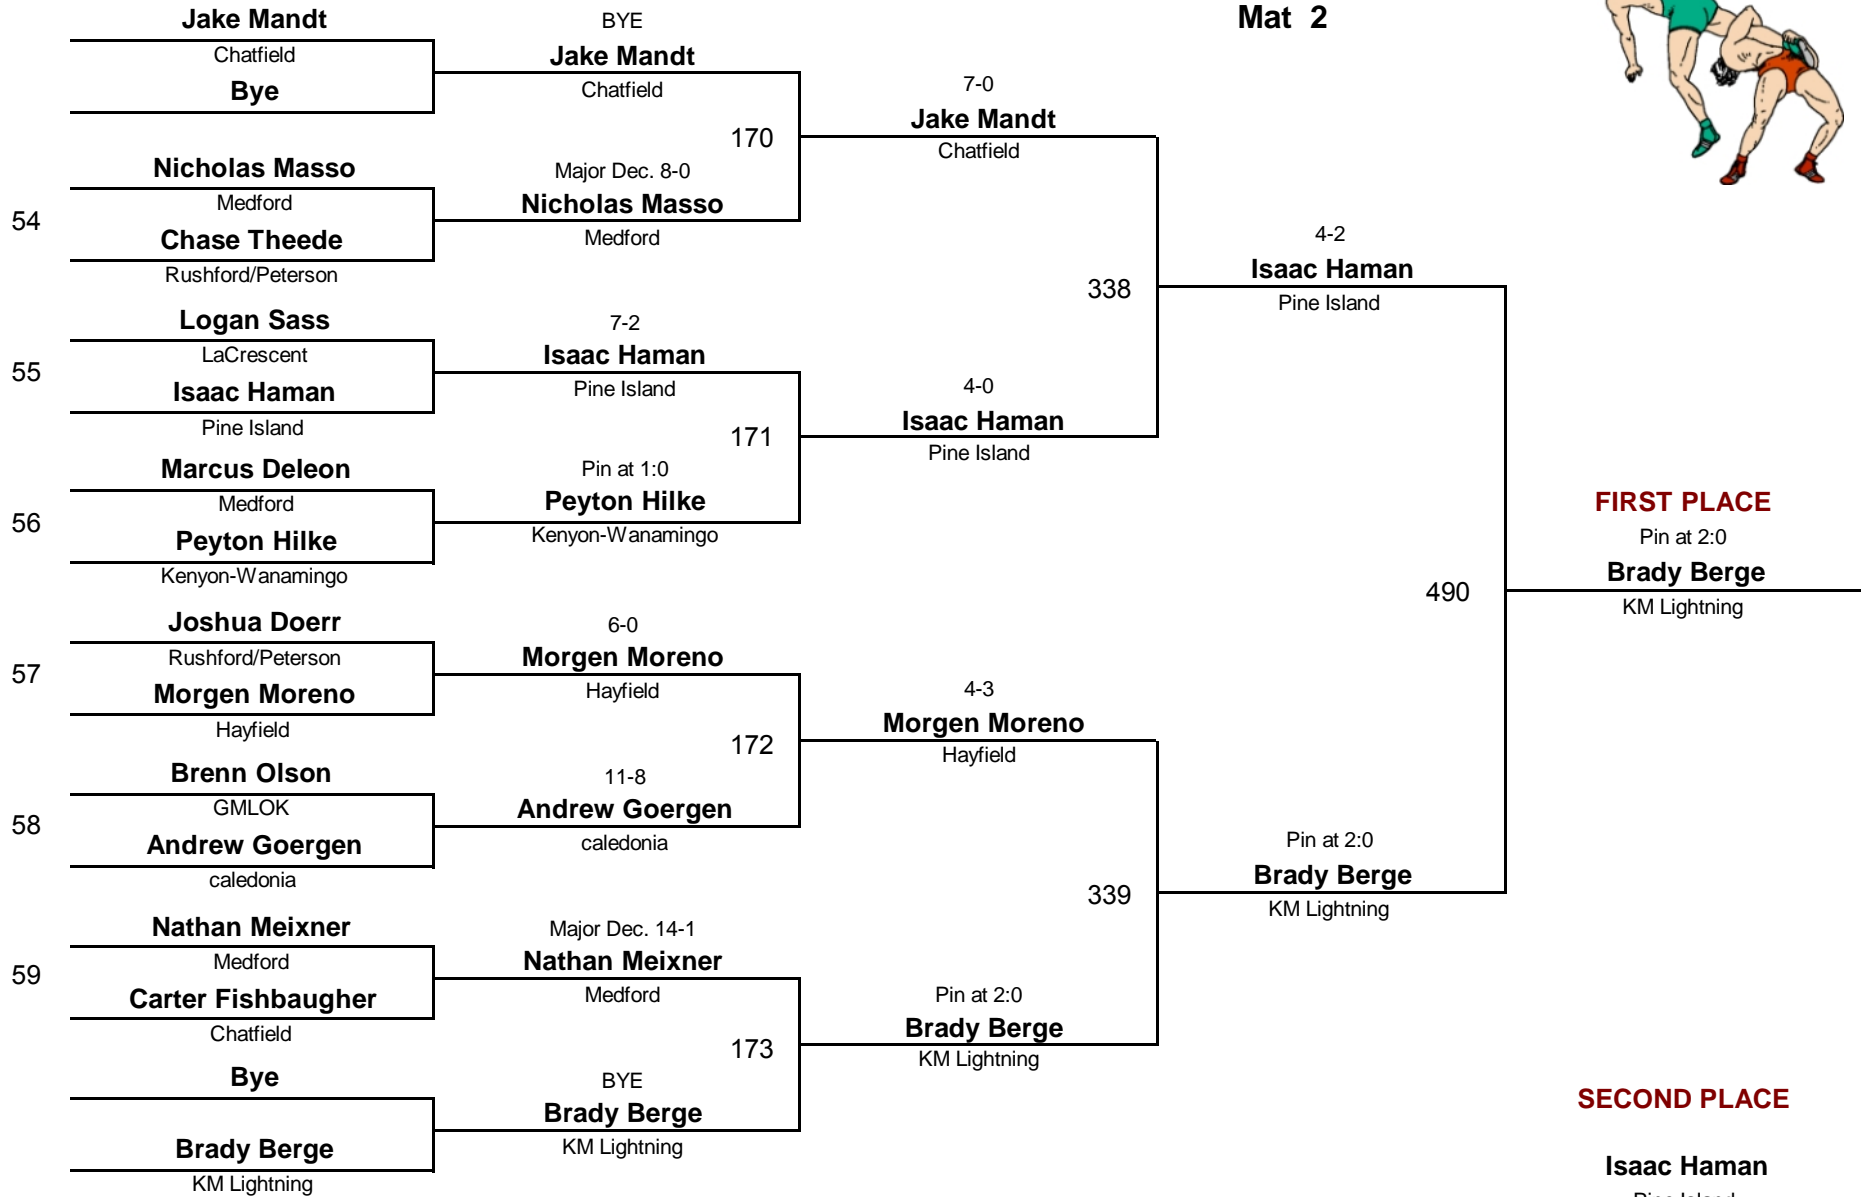 Mat 2
Jake Mandt
Chatfield
Bye
54
Nicholas Masso
Medford
Chase Theede
Rushford/Peterson
55
Logan Sass
LaCrescent
Isaac Haman
Pine Island
56
Marcus Deleon
Medford
Peyton Hilke
Kenyon-Wanamingo
57
Joshua Doerr
Rushford/Peterson
Morgen Moreno
Hayfield
58
Brenn Olson
GMLOK
Andrew Goergen
caledonia
59
Nathan Meixner
Medford
Carter Fishbaugher
Chatfield
Bye
Brady Berge
KM Lightning
BYE
Jake Mandt
Chatfield
170
Major Dec. 8-0
Nicholas Masso
Medford
7-2
Isaac Haman
Pine Island
171
Pin at 1:0
Peyton Hilke
Kenyon-Wanamingo
6-0
Morgen Moreno
Hayfield
172
11-8
Andrew Goergen
caledonia
Major Dec. 14-1
Nathan Meixner
Medford
173
BYE
Brady Berge
KM Lightning
7-0
Jake Mandt
Chatfield
338
4-0
Isaac Haman
Pine Island
4-3
Morgen Moreno
Hayfield
339
Pin at 2:0
Brady Berge
KM Lightning
4-2
Isaac Haman
Pine Island
490
Pin at 2:0
Brady Berge
KM Lightning
FIRST PLACE
Pin at 2:0
Brady Berge
KM Lightning
SECOND PLACE
Isaac Haman
Pine Island